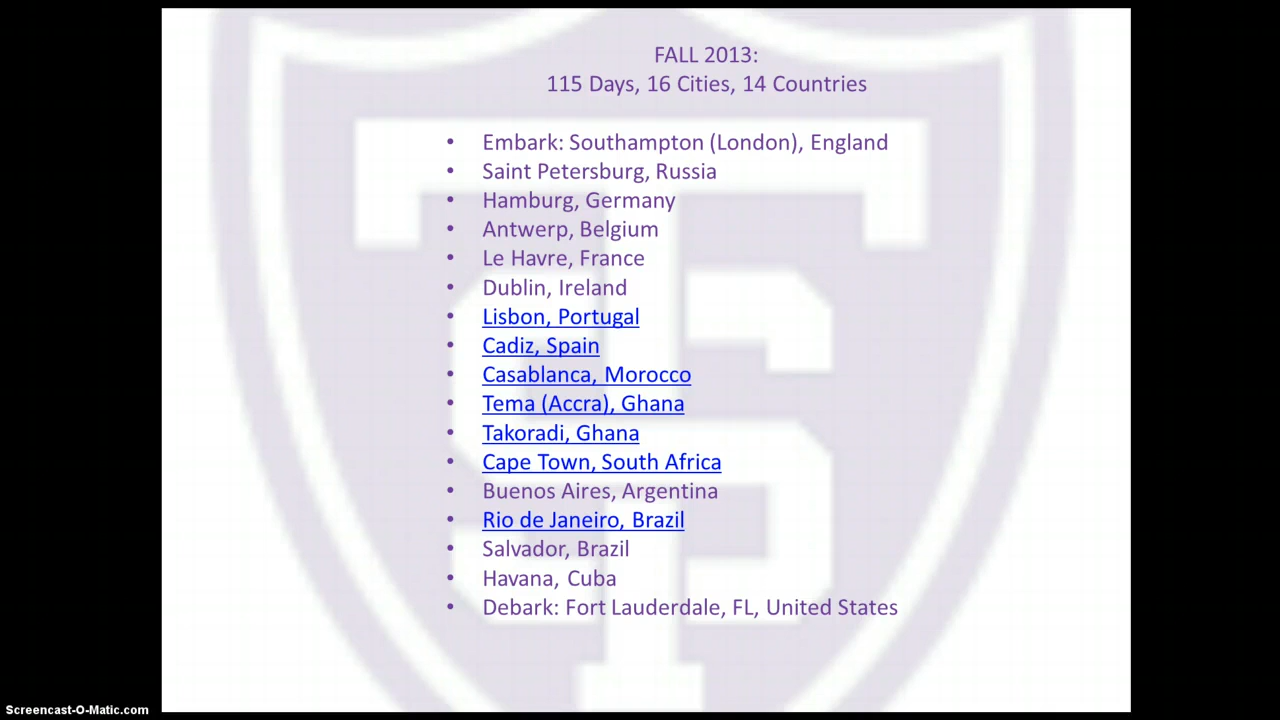 FALL 2013:
115 Days, 16 Cities, 14 Countries
• Embark: Southampton (London), England
• Saint Petersburg, Russia
• Hamburg, Germany
• Antwerp, Belgium
• Le Havre, France
• Dublin, Ireland
• Lisbon, Portugal
• Cadiz, Spain
• Casablanca, Morocco
• Tema (Accra), Ghana
• Takoradi, Ghana
• Cape Town, South Africa
• Buenos Aires, Argentina
• Rio de Janeiro, Brazil
• Salvador, Brazil
• Havana, Cuba
• Debark: Fort Lauderdale, FL, United States
Screencast-O-Matic.com